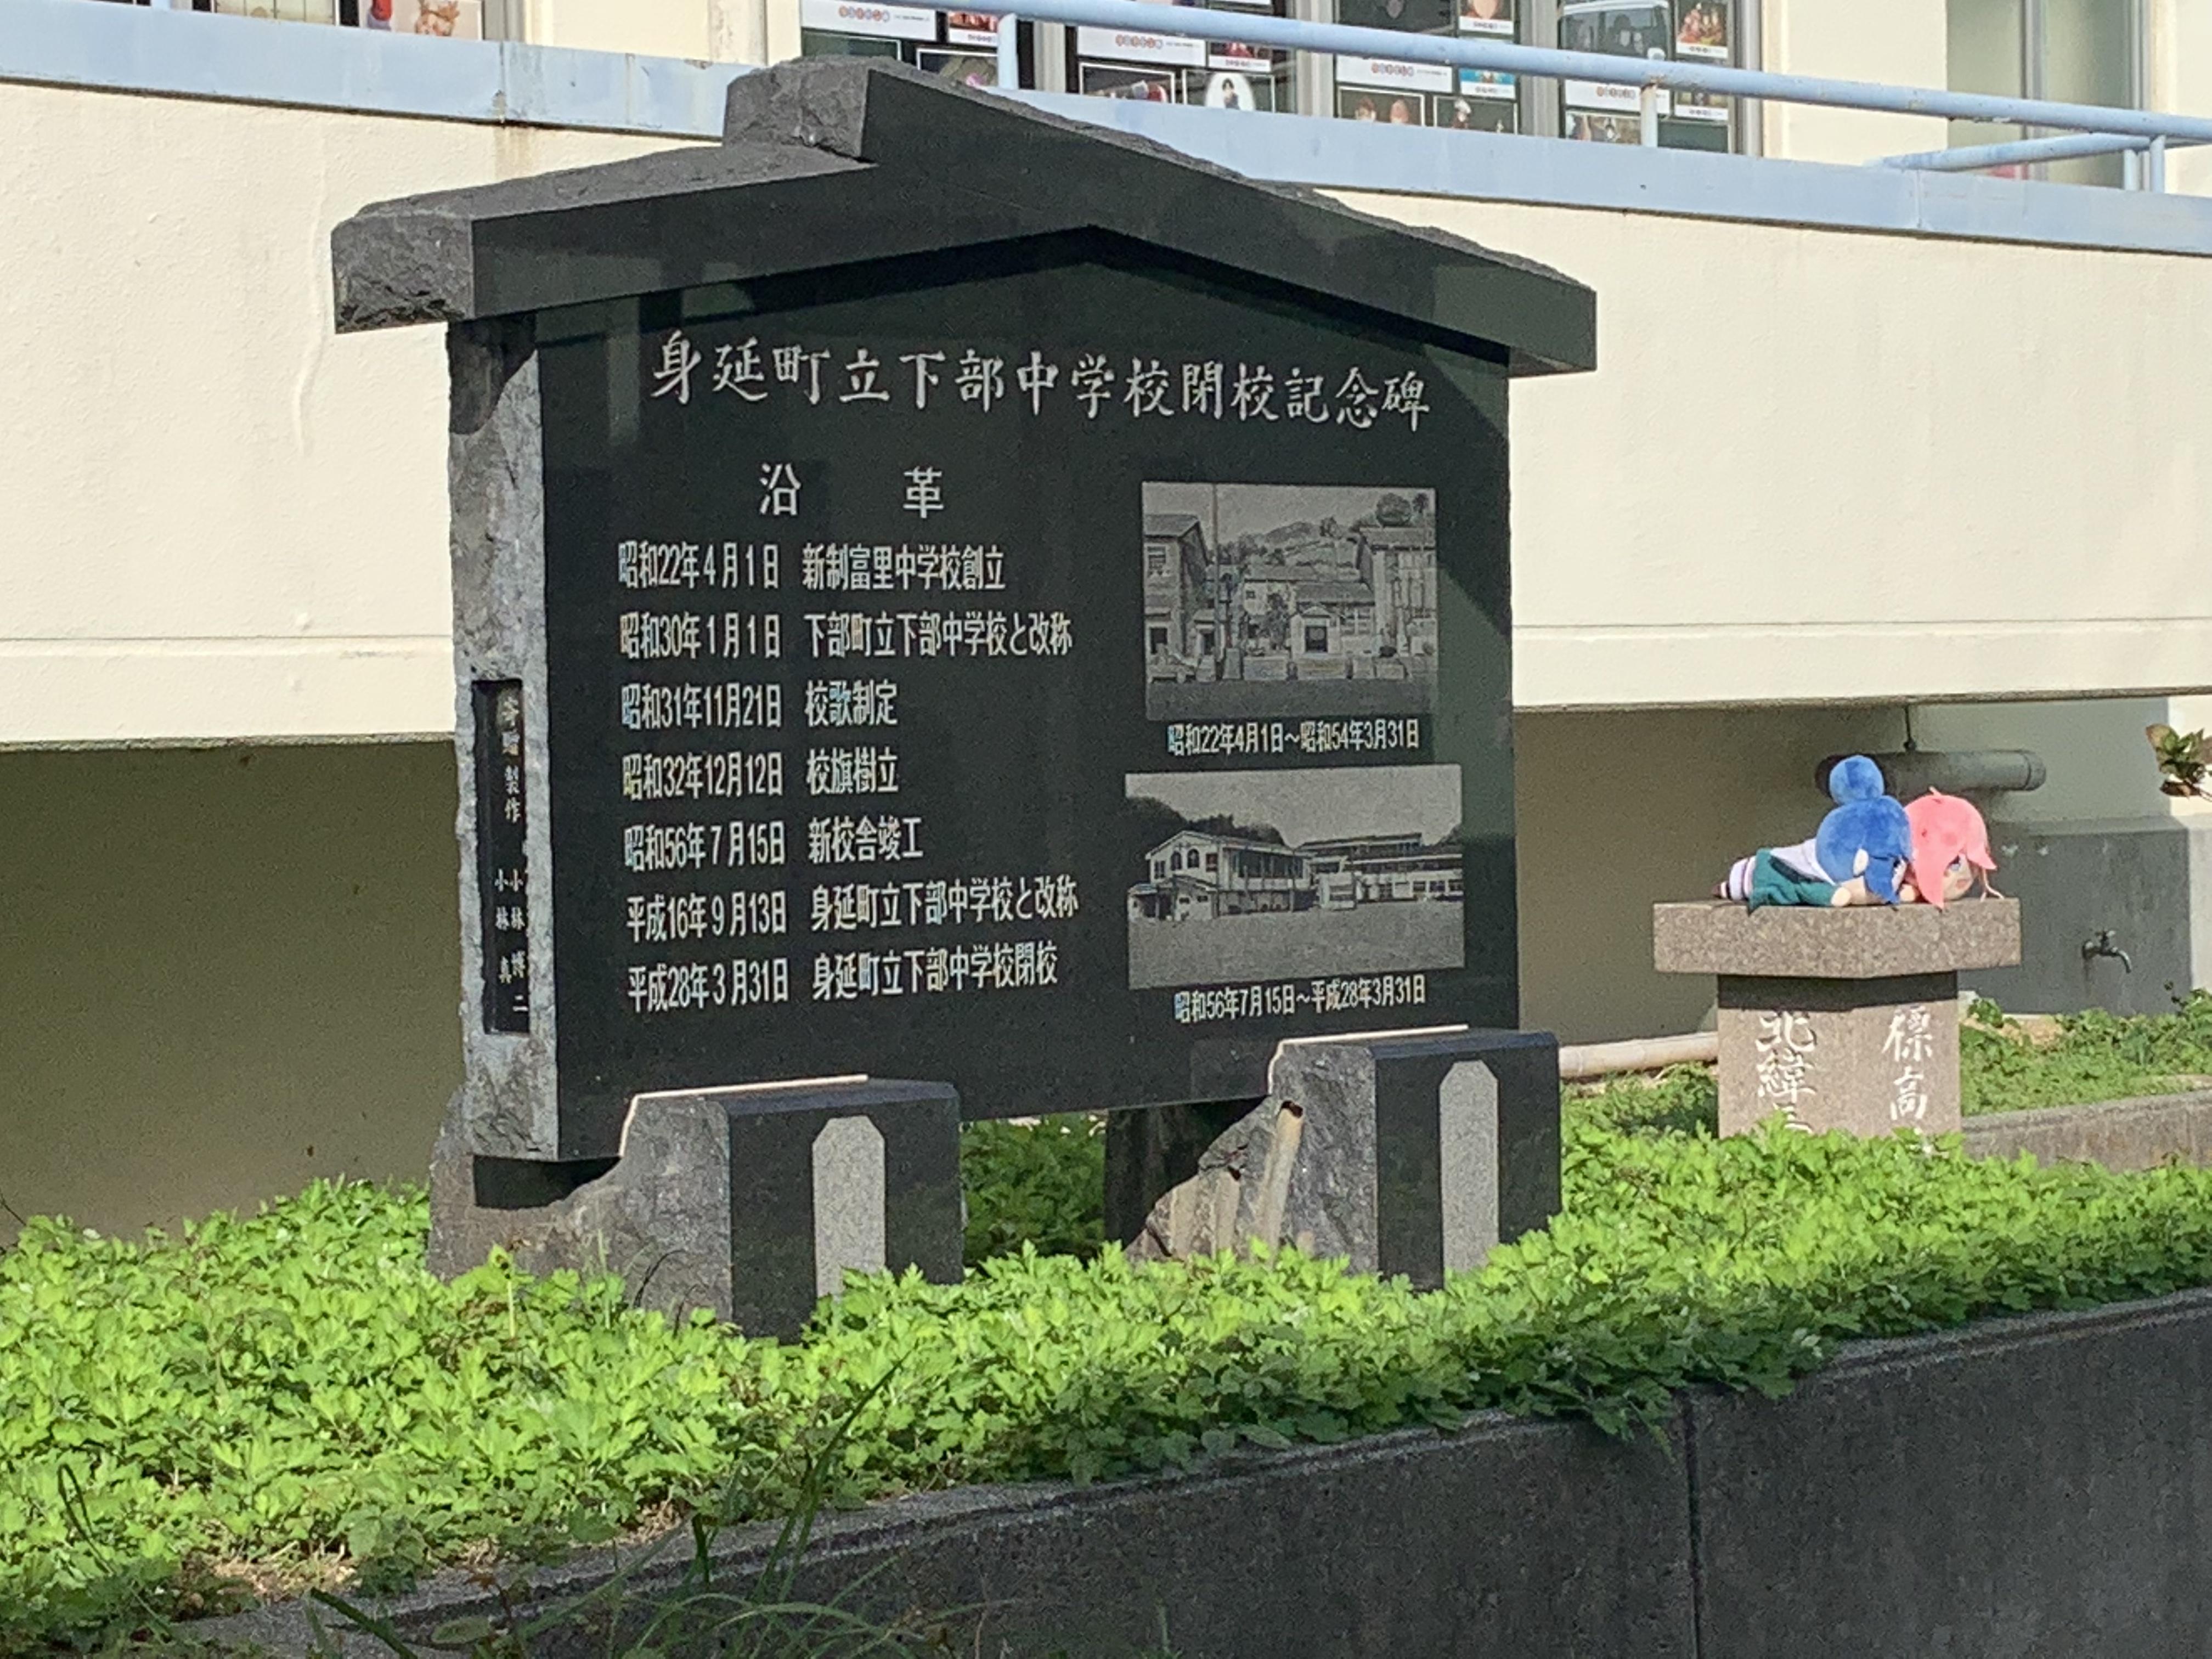 身延町立下部中学校閉校記念碑
沿 革
昭和22年4月1日 新制富里中学校創立
昭和30年1月1日 下部町立下部中学校と改称
昭和31年11月21日 校歌制定
昭和32年12月12日 校旗樹立
昭和56年7月15日 新校舎竣工
平成16年9月13日 身延町立下部中学校と改称
平成28年3月31日 身延町立下部中学校閉校
昭和22年4月1日～昭和54年3月31日
昭和56年7月15日～平成28年3月31日
寄贈 製作
小林 博二
小林 真
標高
北緯三